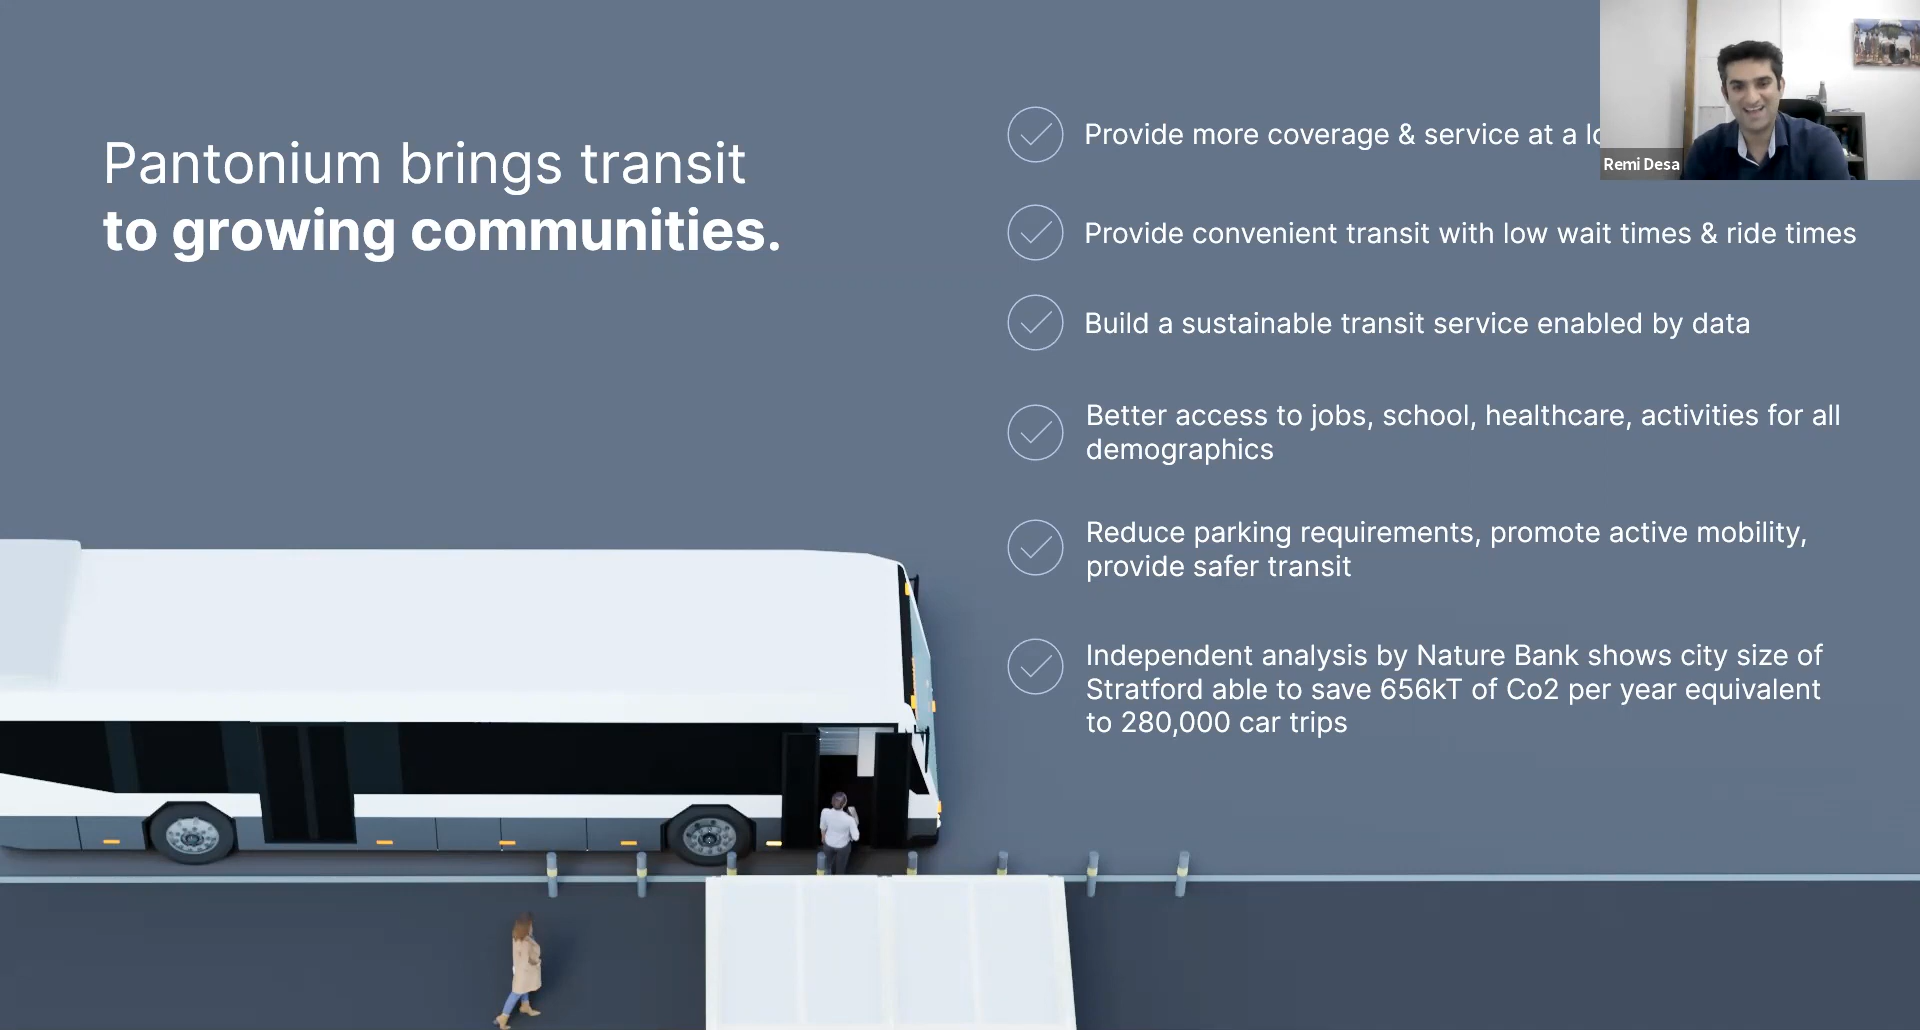 Pantonium brings transit
to growing communities.
Provide more coverage & service at a
Remi Desa
Provide convenient transit with low wait times & ride times
Build a sustainable transit service enabled by data
Better access to jobs, school, healthcare, activities for all
demographics
Reduce parking requirements, promote active mobility,
provide safer transit
Independent analysis by Nature Bank shows city size of
Stratford able to save 656kT of Co2 per year equivalent
to 280,000 car trips